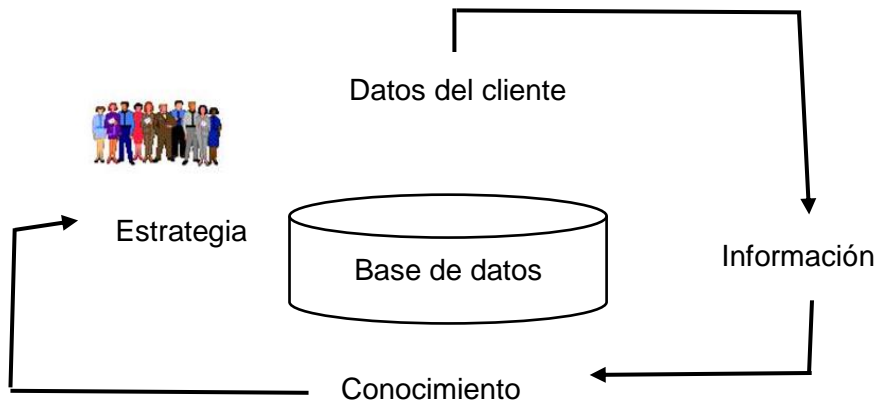 Datos del cliente
Estrategia
Base de datos
Información
Conocimiento